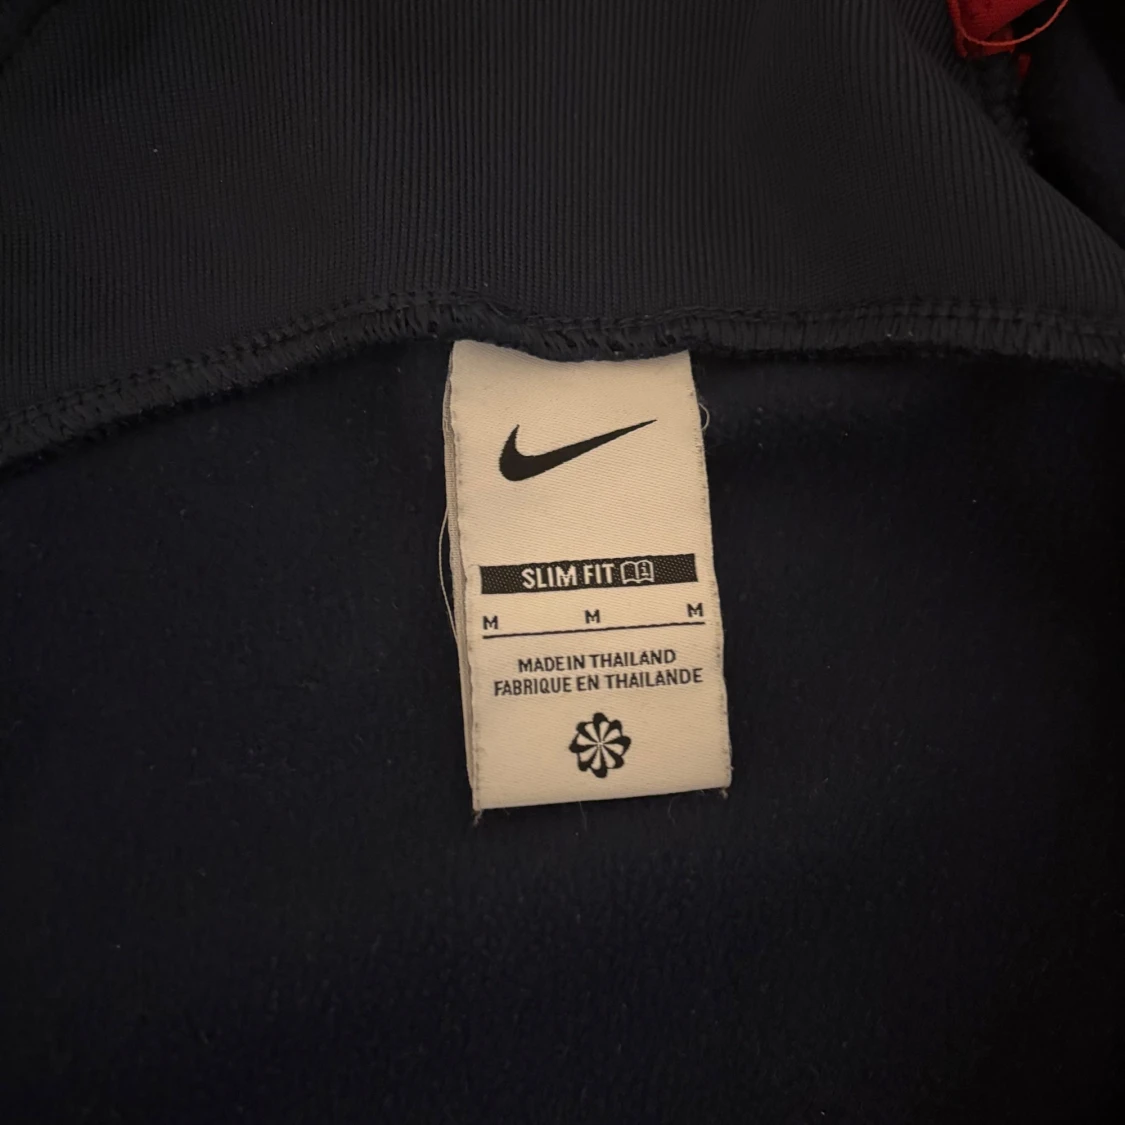 SLIM FIT
M M M
MADE IN THAILAND
FABRIQUE EN THAILANDE